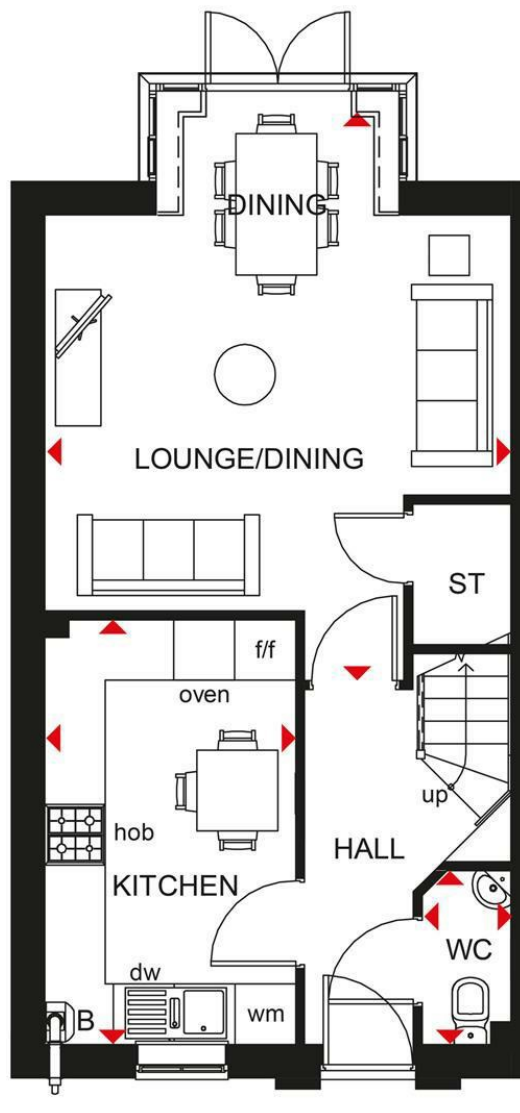 DINING
LOUNGE/DINING
ST
f/f
oven
up
hob
HALL
KITCHEN
WC
dw
wm
B